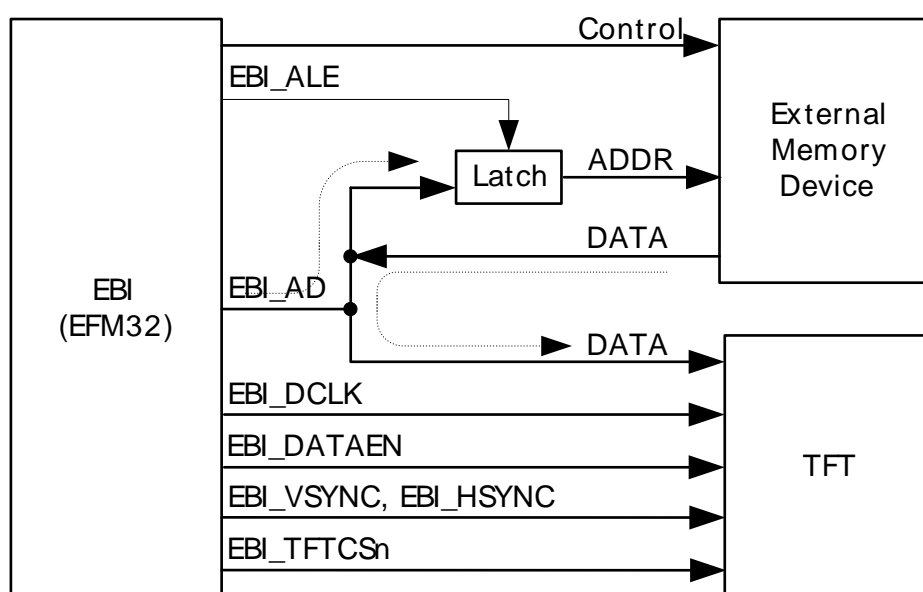 Control
EBI_ALE
External
Memory
Device
Latch
ADDR
DATA
EBI
(EFM32)
EBI_AD
DATA
EBI_DCLK
EBI_DATAEN
TFT
EBI_VSYNC, EBI_HSYNC
EBI_TFTCSn